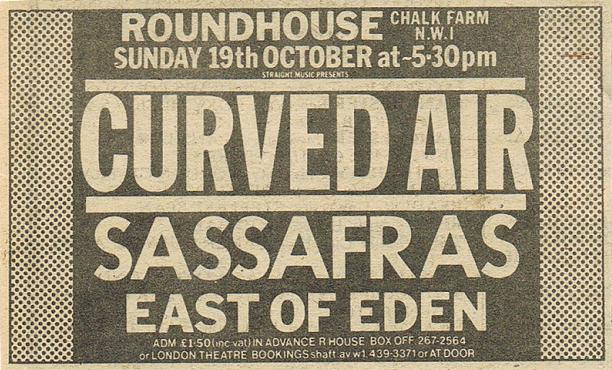 ROUNDHOUSE CHALK FARM
N.W.1
SUNDAY 19th OCTOBER at ~5·30pm
STRAIGHT MUSIC PRESENTS
CURVED AIR
SASSAFRAS
EAST OF EDEN
ADM £1·50(inc vat) IN ADVANCE R HOUSE BOX OFF 267-2564
or LONDON THEATRE BOOKINGS shaft. av w1 439-3371 or AT DOOR